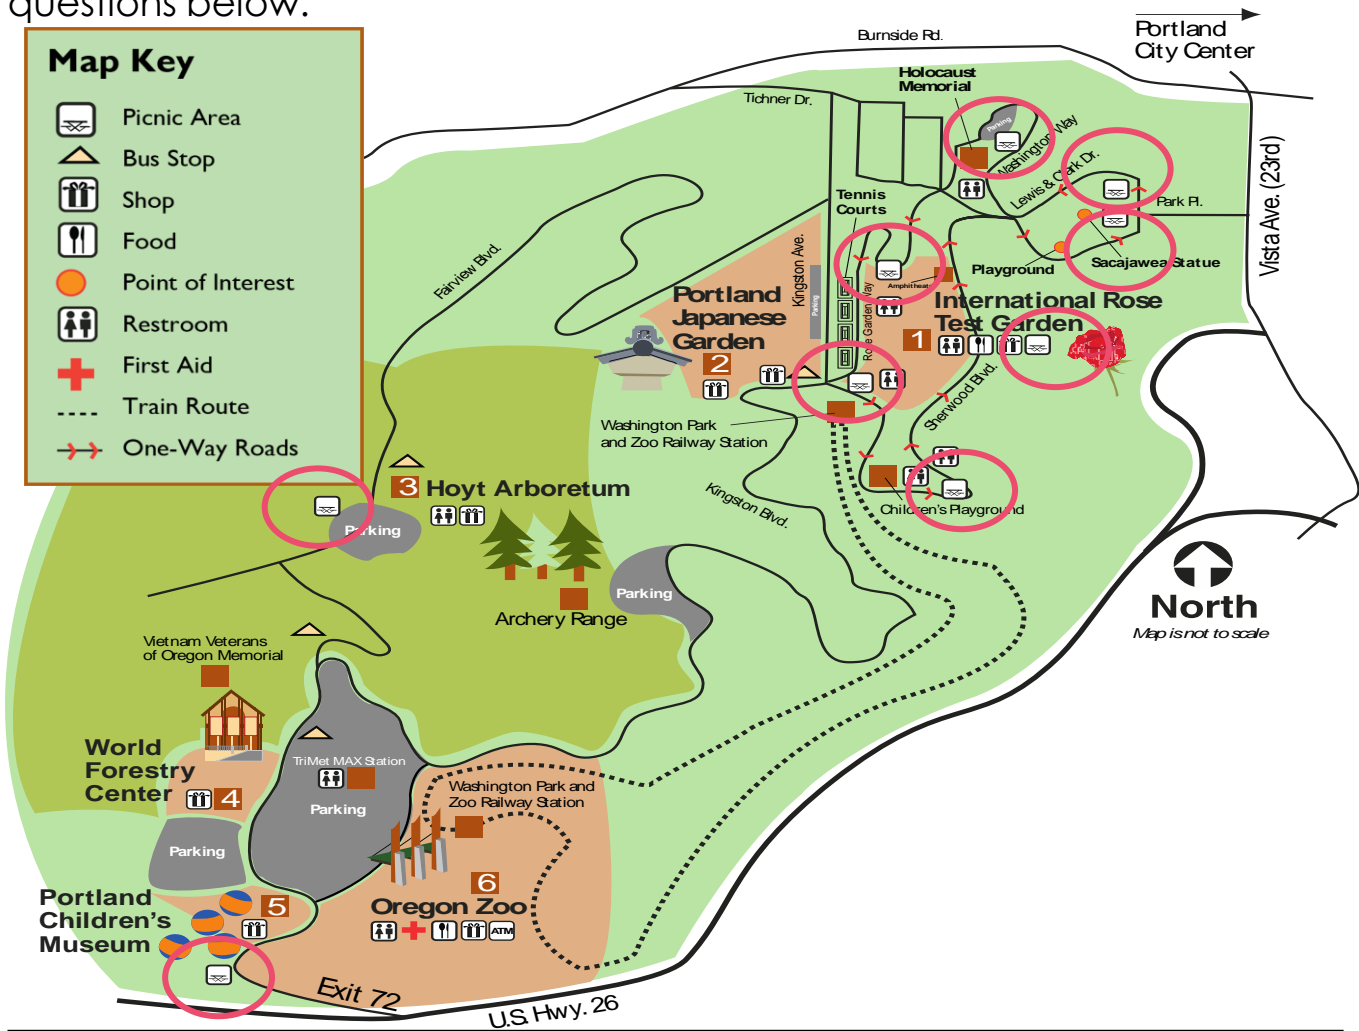 questions below.
Map Key
Picnic Area
Bus Stop
Shop
Food
Point of Interest
Restroom
First Aid
Train Route
One-Way Roads
Portland
City Center
Burnside Rd.
Holocaust
Memorial
Tichner Dr.
Parking
Washington Way
Lewis & Clark Dr.
Park Pl.
Vista Ave. (23rd)
Tennis
Courts
Fairview Blvd.
Kingston Ave.
Parking
Rose Garden Way
Amphitheater
Playground
Sacajawea Statue
Portland
Japanese
Garden
2
International Rose
Test Garden
1
Sherwood Blvd.
Washington Park
and Zoo Railway Station
Kingston Blvd.
Children's Playground
3 Hoyt Arboretum
Parking
Archery Range
Parking
North
Map is not to scale
Vietnam Veterans
of Oregon Memorial
World
Forestry
Center
4
TriMet MAX Station
Parking
Parking
Washington Park and
Zoo Railway Station
Portland
Children's
Museum
5
6
Oregon Zoo
ATM
Exit 72
U.S. Hwy. 26